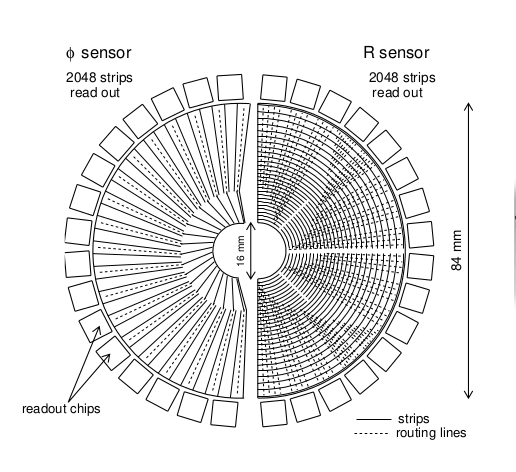 ϕ sensor
2048 strips
read out
R sensor
2048 strips
read out
16 mm
84 mm
readout chips
strips
routing lines